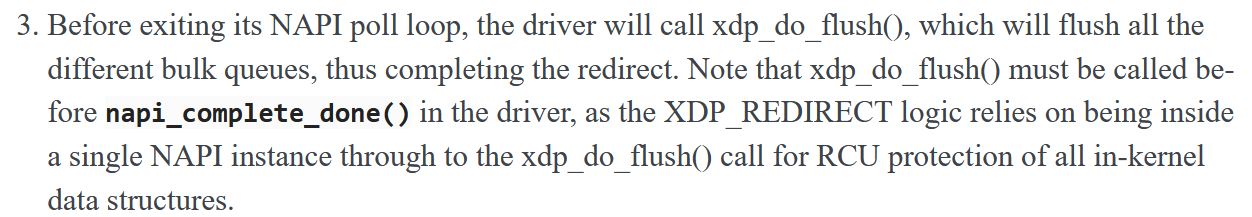 3. Before exiting its NAPI poll loop, the driver will call xdp_do_flush(), which will flush all the
different bulk queues, thus completing the redirect. Note that xdp_do_flush() must be called be-
fore napi_complete_done() in the driver, as the XDP_REDIRECT logic relies on being inside
a single NAPI instance through to the xdp_do_flush() call for RCU protection of all in-kernel
data structures.